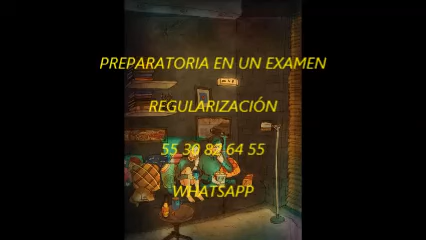 PREPARATORIA EN UN EXAMEN
REGULARIZACIÓN
55 30 82 64 55
WHATSAPP